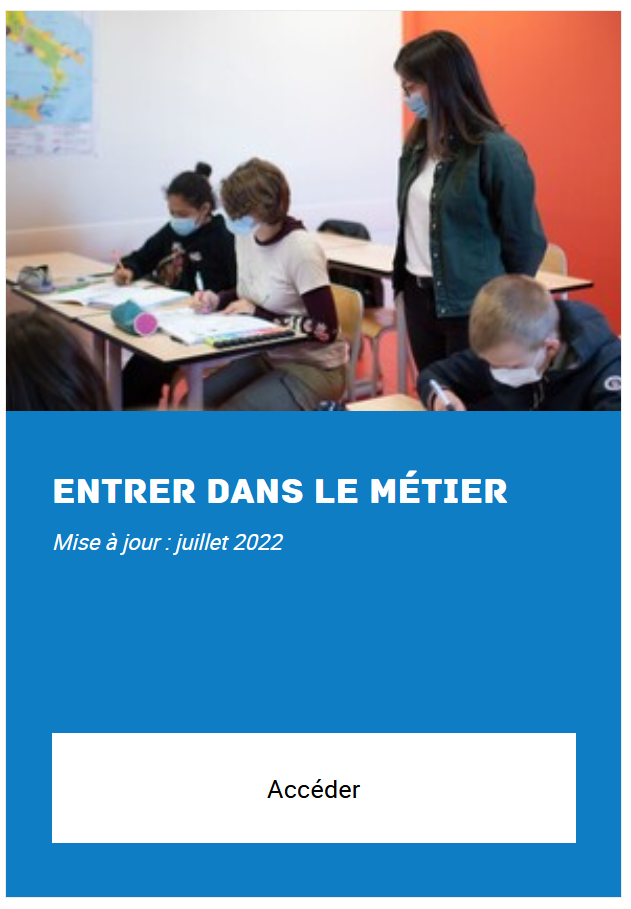 ENTRER DANS LE MÉTIER
Mise à jour : juillet 2022
Accéder